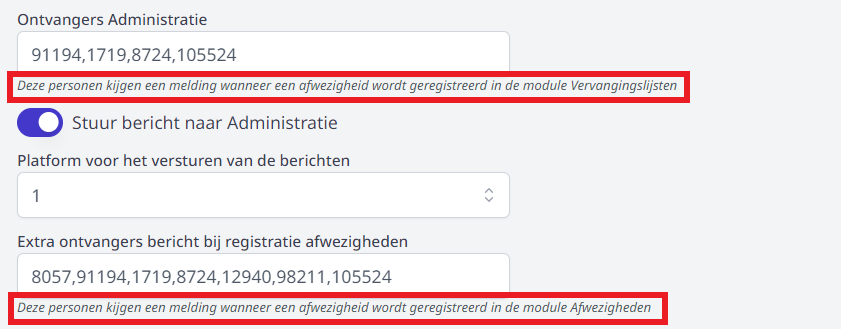 Ontvangers Administratie
91194,1719,8724,105524
Deze personen kijgen een melding wanneer een afwezigheid wordt geregistreerd in de module Vervangingslijsten
Stuur bericht naar Administratie
Platform voor het versturen van de berichten
1
Extra ontvangers bericht bij registratie afwezigheden
8057,91194,1719,8724,12940,98211,105524
Deze personen kijgen een melding wanneer een afwezigheid wordt geregistreerd in de module Afwezigheden